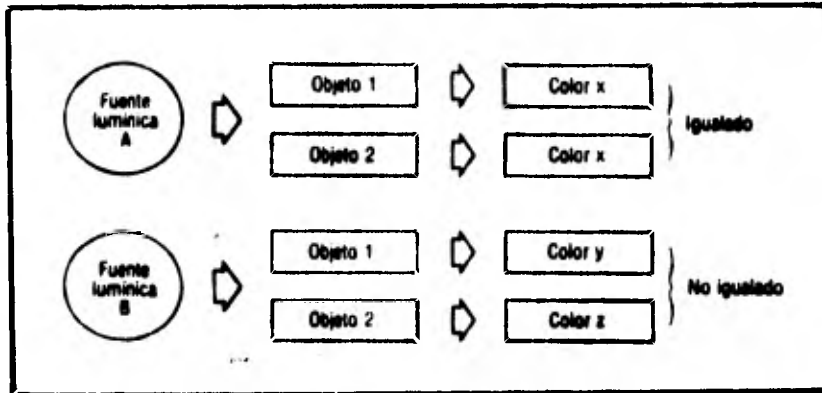 Fuente
lumínica
A
Objeto 1
Color x
Objeto 2
Color x
Igualado
Fuente
lumínica
B
Objeto 1
Color y
Objeto 2
Color z
No igualado